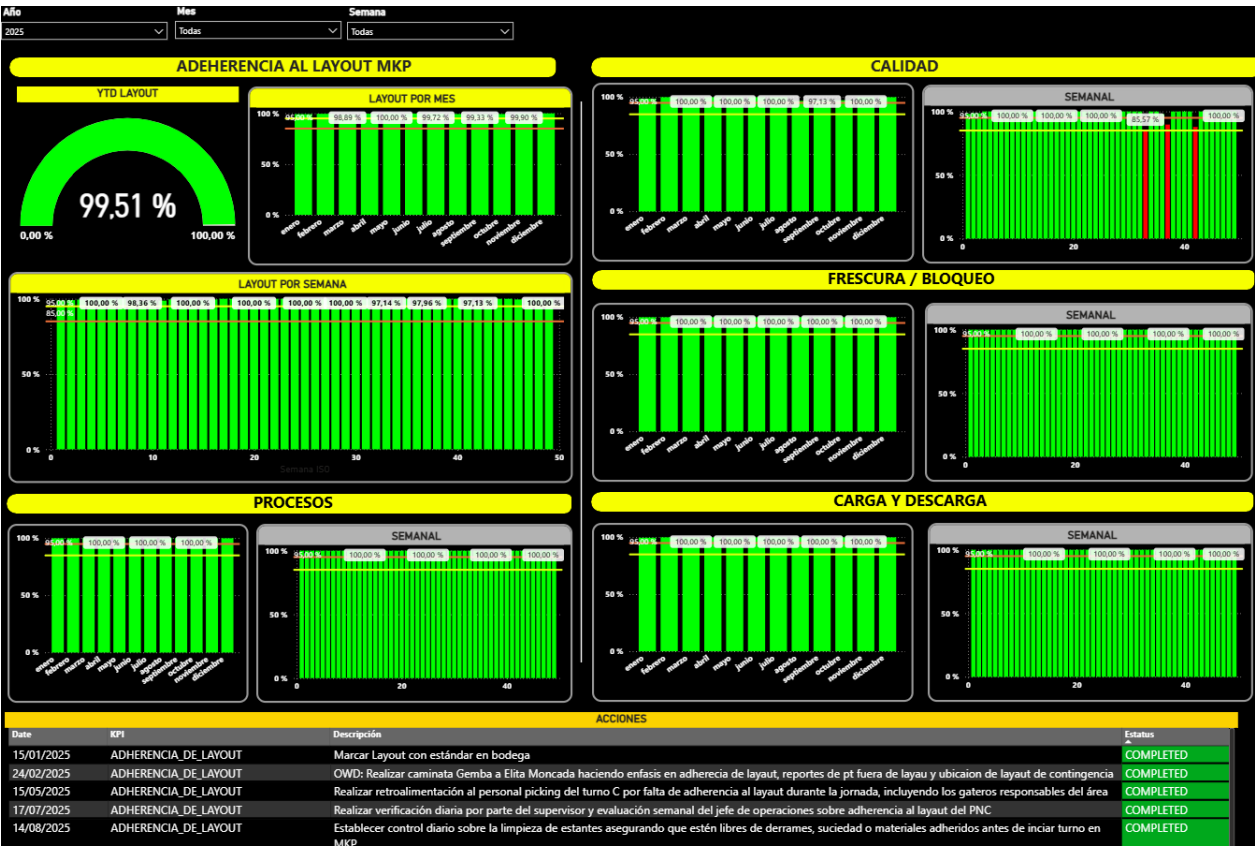 Año
Mes
Semana
2025
Todas
Todas
ADEHERENCIA AL LAYOUT MKP
YTD LAYOUT
99,51 %
0,00 %
100,00 %
LAYOUT POR MES
100 %
50 %
0 %
95,00 %
98,89 %
100,00 %
99,72 %
99,33 %
99,90 %
enero
febrero
marzo
abril
mayo
junio
julio
agosto
septiembre
octubre
noviembre
diciembre
LAYOUT POR SEMANA
100 %
50 %
0 %
95,00 %
85,00 %
100,00 %
98,36 %
100,00 %
100,00 %
100,00 %
100,00 %
97,14 %
97,96 %
97,13 %
100,00 %
0
10
20
30
40
50
Semana ISO
PROCESOS
100 %
50 %
0 %
95,00 %
100,00 %
100,00 %
100,00 %
enero
febrero
marzo
abril
mayo
junio
julio
agosto
septiembre
octubre
noviembre
diciembre
SEMANAL
100 %
50 %
0 %
95,00 %
100,00 %
100,00 %
100,00 %
100,00 %
0
20
40
CALIDAD
100 %
50 %
0 %
95,00 %
100,00 %
100,00 %
100,00 %
97,13 %
100,00 %
enero
febrero
marzo
abril
mayo
junio
julio
agosto
septiembre
octubre
noviembre
diciembre
SEMANAL
100 %
50 %
0 %
95,00 %
100,00 %
100,00 %
100,00 %
85,57 %
100,00 %
0
20
40
FRESCURA / BLOQUEO
100 %
50 %
0 %
95,00 %
100,00 %
100,00 %
100,00 %
100,00 %
100,00 %
enero
febrero
marzo
abril
mayo
junio
julio
agosto
septiembre
octubre
noviembre
diciembre
SEMANAL
100 %
50 %
0 %
95,00 %
100,00 %
100,00 %
100,00 %
100,00 %
0
20
40
CARGA Y DESCARGA
100 %
50 %
0 %
95,00 %
100,00 %
100,00 %
100,00 %
100,00 %
100,00 %
enero
febrero
marzo
abril
mayo
junio
julio
agosto
septiembre
octubre
noviembre
diciembre
SEMANAL
100 %
50 %
0 %
95,00 %
100,00 %
100,00 %
100,00 %
100,00 %
0
20
40
ACCIONES
Date KPI Descripción Estatus
15/01/2025 ADHERENCIA_DE_LAYOUT Marcar Layout con estándar en bodega COMPLETED
24/02/2025 ADHERENCIA_DE_LAYOUT OWD: Realizar caminata Gemba a Elita Moncada haciendo enfasis en adherecia de layaut, reportes de pt fuera de layau y ubicaion de layaut de contingencia COMPLETED
15/05/2025 ADHERENCIA_DE_LAYOUT Realizar retroalimentación al personal picking del turno C por falta de adherencia al layaut durante la jornada, incluyendo los gateros responsables del área COMPLETED
17/07/2025 ADHERENCIA_DE_LAYOUT Realizar verificación diaria por parte del supervisor y evaluación semanal del jefe de operaciones sobre adherencia al layaut del PNC COMPLETED
14/08/2025 ADHERENCIA_DE_LAYOUT Establecer control diario sobre la limpieza de estantes asegurando que estén libres de derrames, suciedad o materiales adheridos antes de inciar turno en COMPLETED
MKP